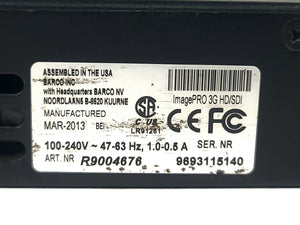 ASSEMBLED IN THE USA
BARCO INC
with Headquarters BARCO NV
NOORDLAAN5 B-8520 KUURNE
MANUFACTURED
MAR-2013
ImagePRO 3G HD/SDI
C US
LR91261
CE FC
100-240V ~ 47-63 Hz, 1.0-0.5 A SER. NR
ART. NR R9004676 9693115140